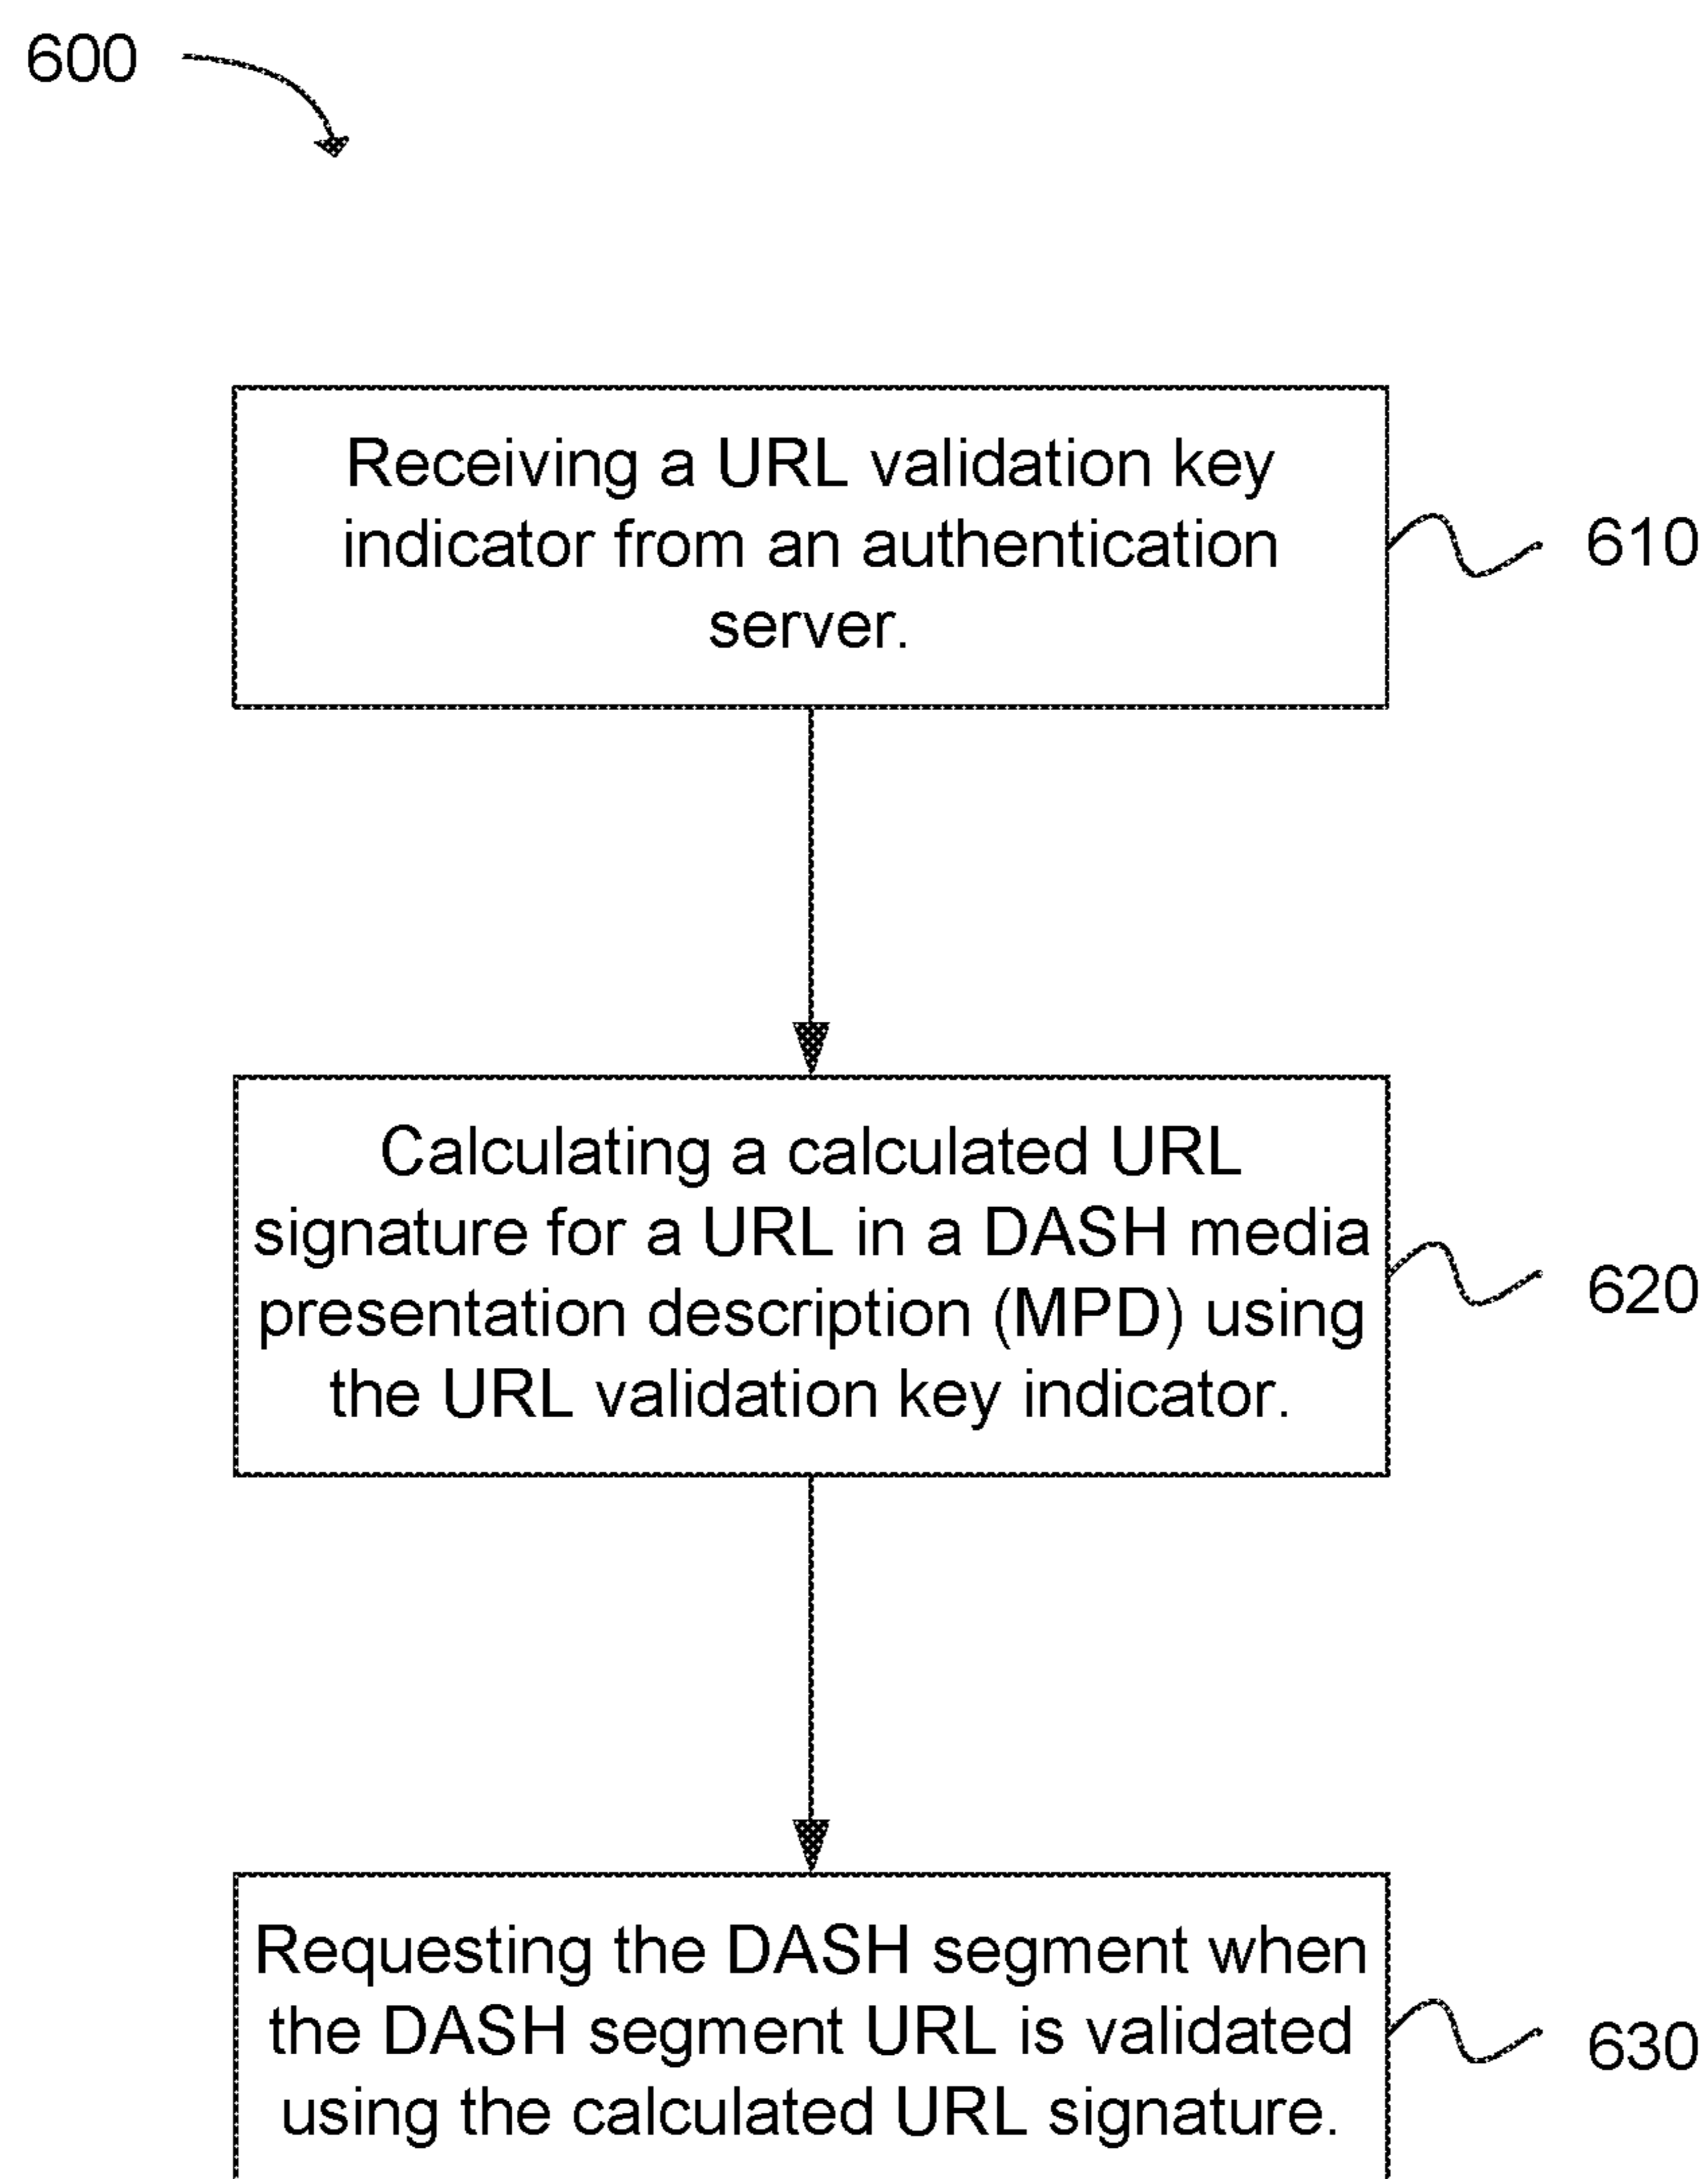 600
Receiving a URL validation key
indicator from an authentication
server.
610
Calculating a calculated URL
signature for a URL in a DASH media
presentation description (MPD) using
the URL validation key indicator.
620
Requesting the DASH segment when
the DASH segment URL is validated
using the calculated URL signature.
630